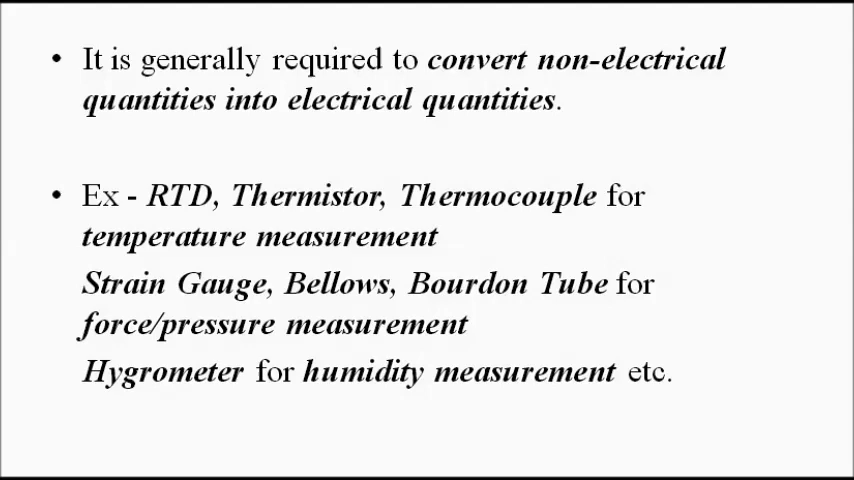 • It is generally required to convert non-electrical
quantities into electrical quantities.
• Ex - RTD, Thermistor, Thermocouple for
temperature measurement
Strain Gauge, Bellows, Bourdon Tube for
force/pressure measurement
Hygrometer for humidity measurement etc.